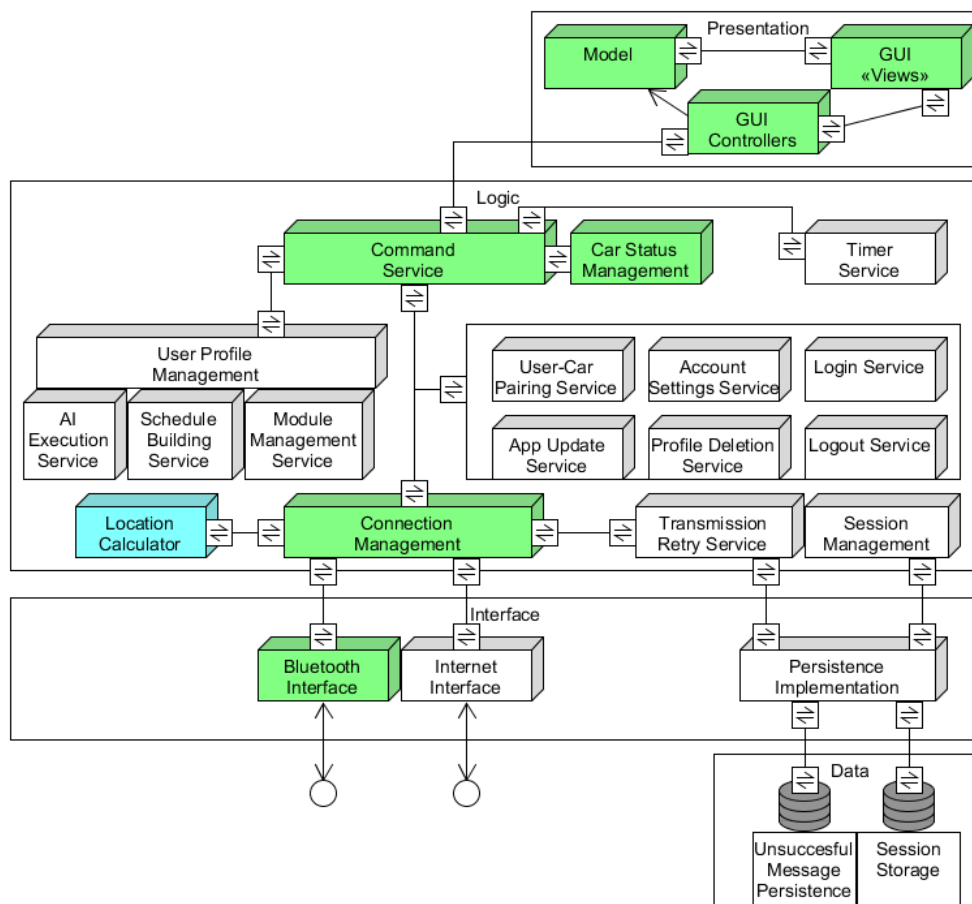 Presentation
Model
GUI
«Views»
GUI
Controllers
Logic
Command
Service
Car Status
Management
Timer
Service
User Profile
Management
User-Car
Pairing Service
Account
Settings Service
Login Service
AI
Execution
Service
Schedule
Building
Service
Module
Management
Service
App Update
Service
Profile Deletion
Service
Logout Service
Location
Calculator
Connection
Management
Transmission
Retry Service
Session
Management
Interface
Bluetooth
Interface
Internet
Interface
Persistence
Implementation
Data
Unsuccesful
Message
Persistence
Session
Storage